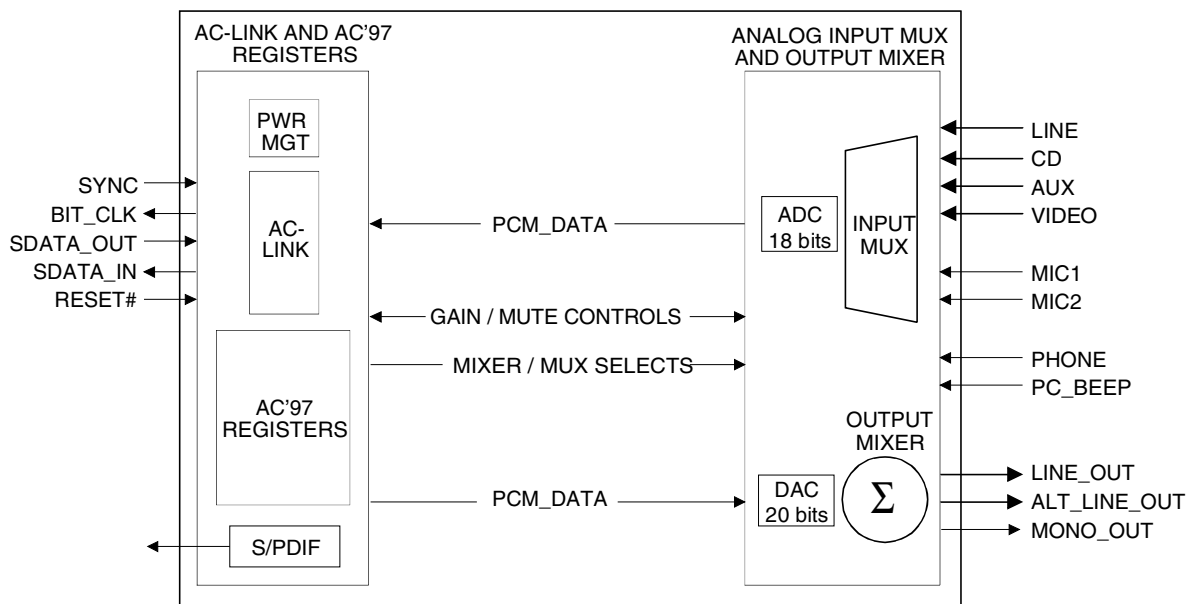 AC-LINK AND AC'97
REGISTERS
PWR
MGT
AC-
LINK
AC'97
REGISTERS
S/PDIF
SYNC
BIT_CLK
SDATA_OUT
SDATA_IN
RESET#
PCM_DATA
GAIN / MUTE CONTROLS
MIXER / MUX SELECTS
PCM_DATA
ANALOG INPUT MUX
AND OUTPUT MIXER
ADC
18 bits
INPUT
MUX
OUTPUT
MIXER
DAC
20 bits
Σ
LINE
CD
AUX
VIDEO
MIC1
MIC2
PHONE
PC_BEEP
LINE_OUT
ALT_LINE_OUT
MONO_OUT